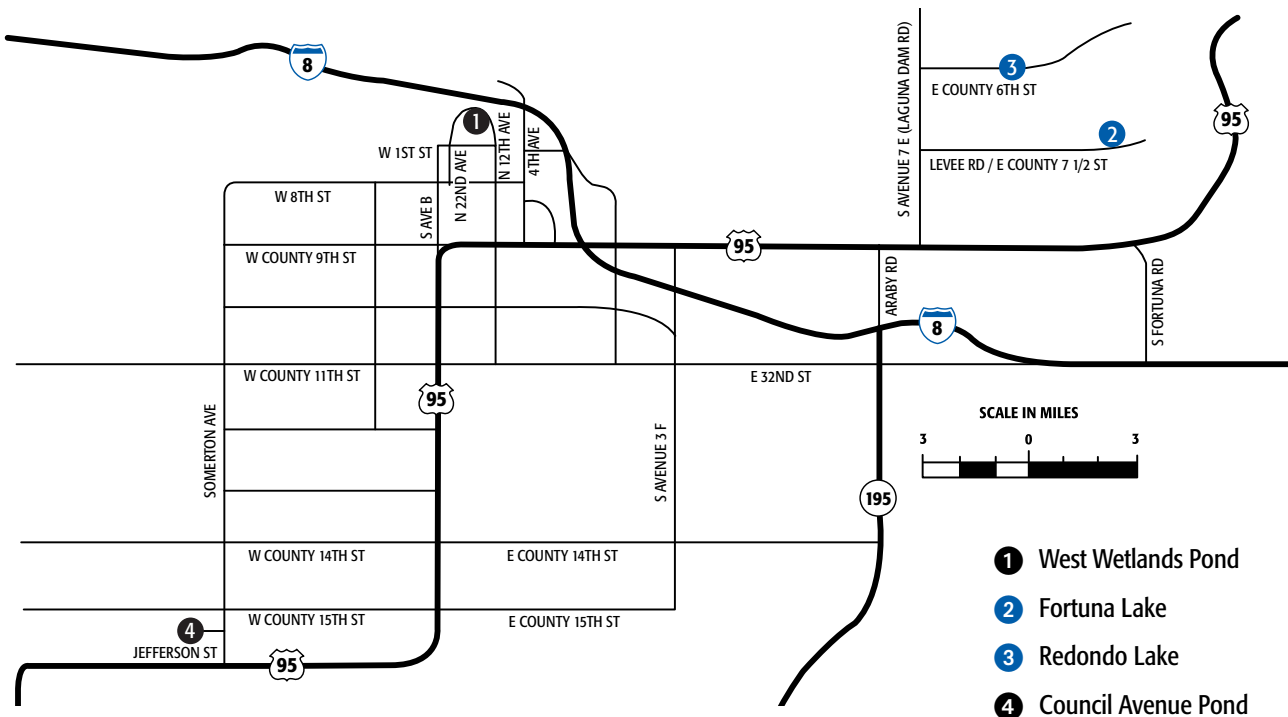 8
3
E COUNTY 6TH ST
95
S AVENUE 7 E (LAGUNA DAM RD)
1
2
W 1ST ST
N 22ND AVE
N 12TH AVE
4TH AVE
LEVEE RD / E COUNTY 7 1/2 ST
W 8TH ST
S AVE B
W COUNTY 9TH ST
95
ARABY RD
S FORTUNA RD
8
W COUNTY 11TH ST
E 32ND ST
95
SOMERTON AVE
S AVENUE 3 F
SCALE IN MILES
3 0 3
195
W COUNTY 14TH ST
E COUNTY 14TH ST
W COUNTY 15TH ST
E COUNTY 15TH ST
4
JEFFERSON ST
95
1 West Wetlands Pond
2 Fortuna Lake
3 Redondo Lake
4 Council Avenue Pond